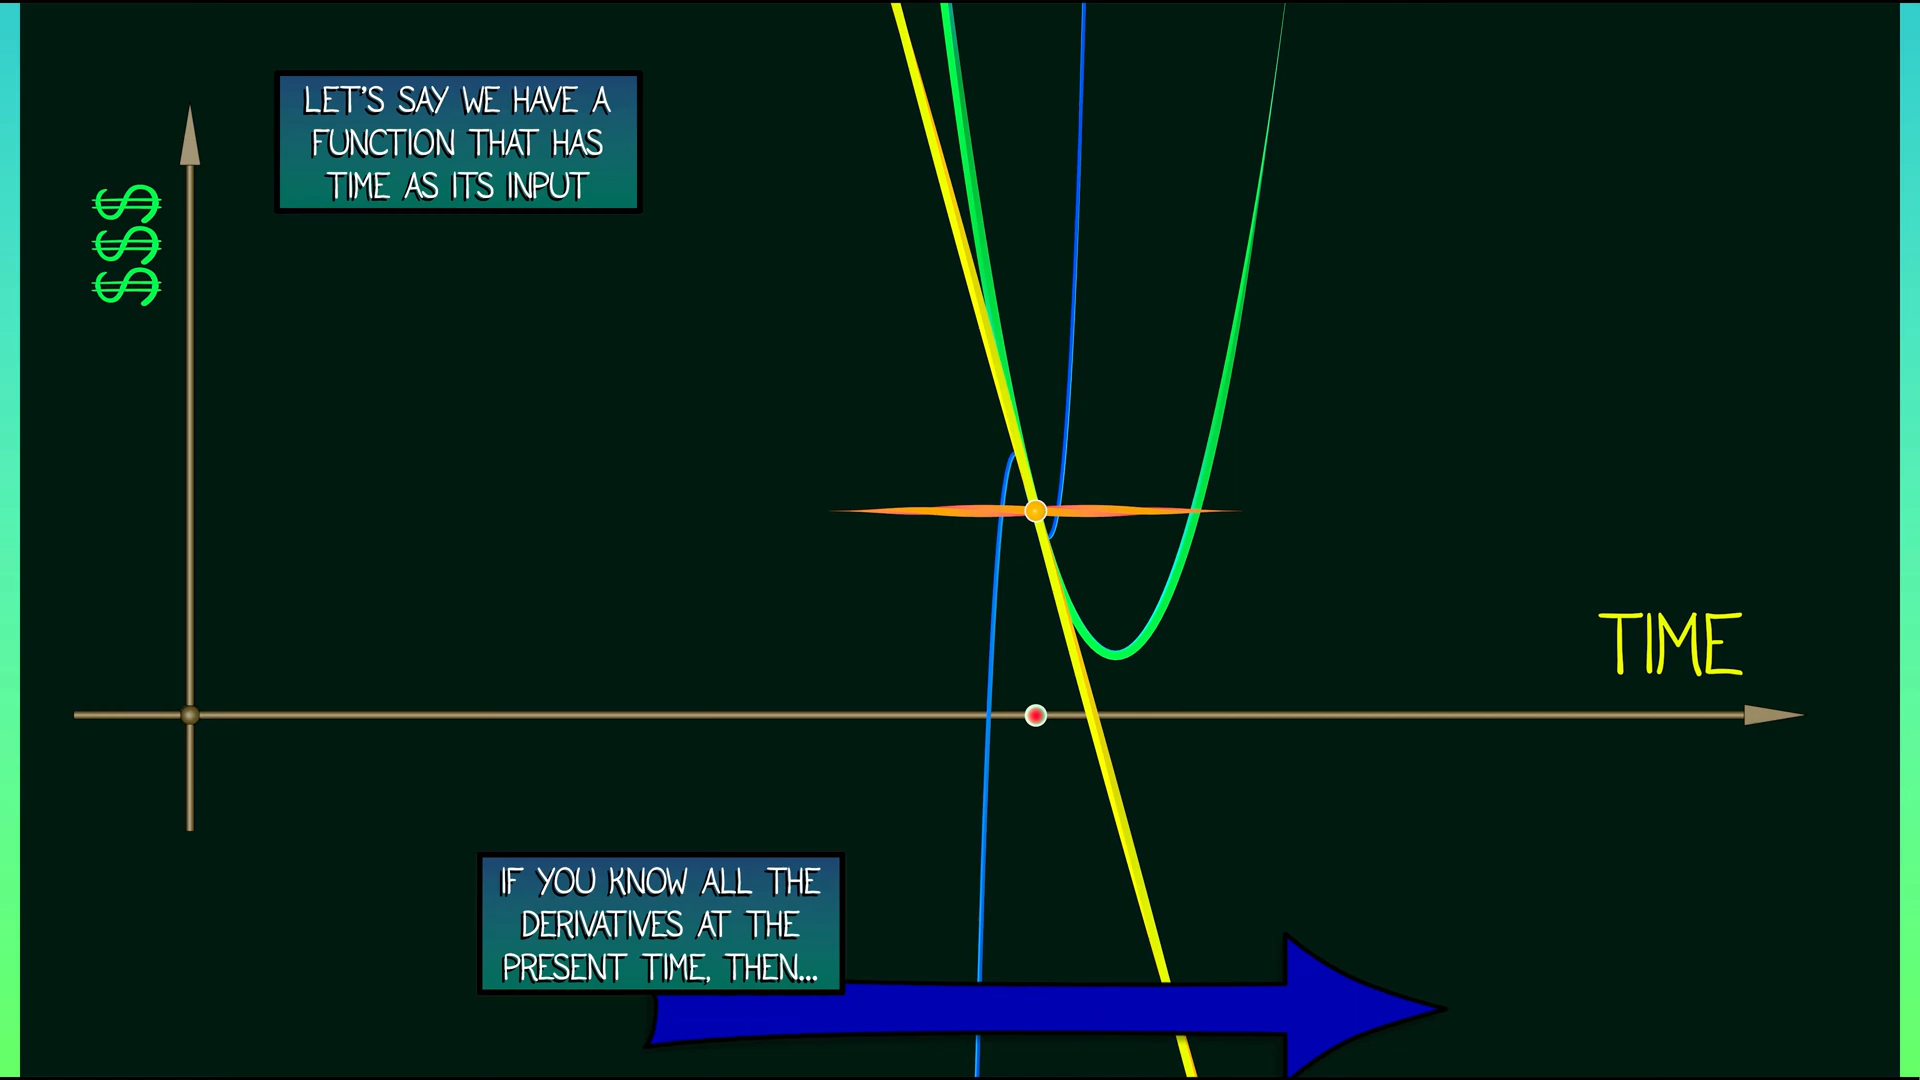 LET'S SAY WE HAVE A
FUNCTION THAT HAS
TIME AS ITS INPUT
$$$
TIME
IF YOU KNOW ALL THE
DERIVATIVES AT THE
PRESENT TIME, THEN...